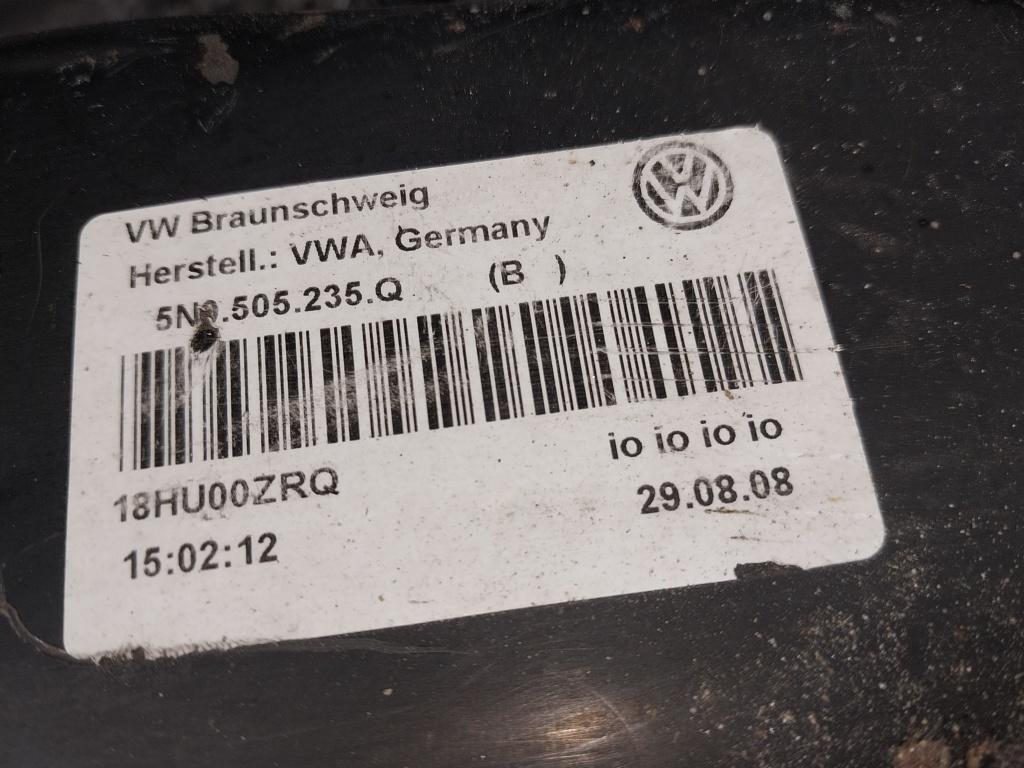 VW Braunschweig
Herstell.: VWA, Germany
5N0.505.235.Q (B )
18HU00ZRQ
io io io io
15:02:12
29.08.08